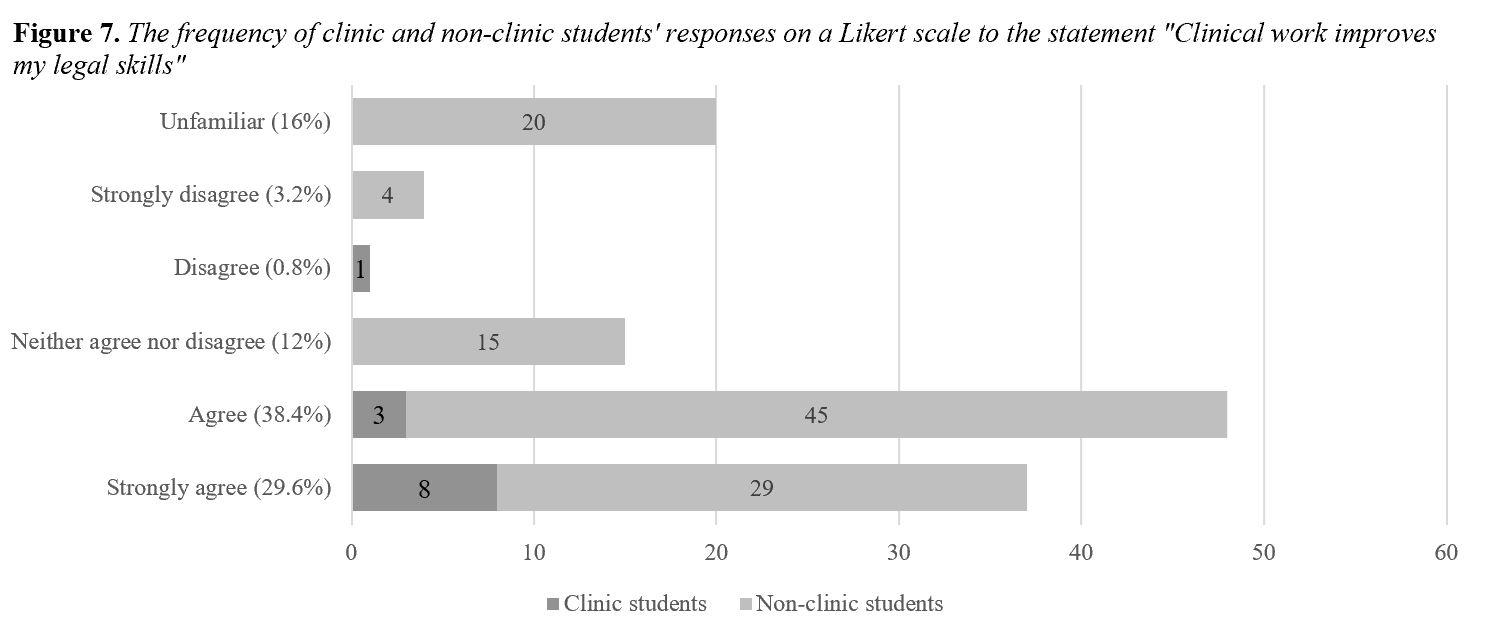 Figure 7. The frequency of clinic and non-clinic students' responses on a Likert scale to the statement "Clinical work improves
my legal skills"
Unfamiliar (16%) 20
Strongly disagree (3.2%) 4
Disagree (0.8%) 1
Neither agree nor disagree (12%) 15
Agree (38.4%) 3 45
Strongly agree (29.6%) 8 29
0 10 20 30 40 50 60
Clinic students Non-clinic students